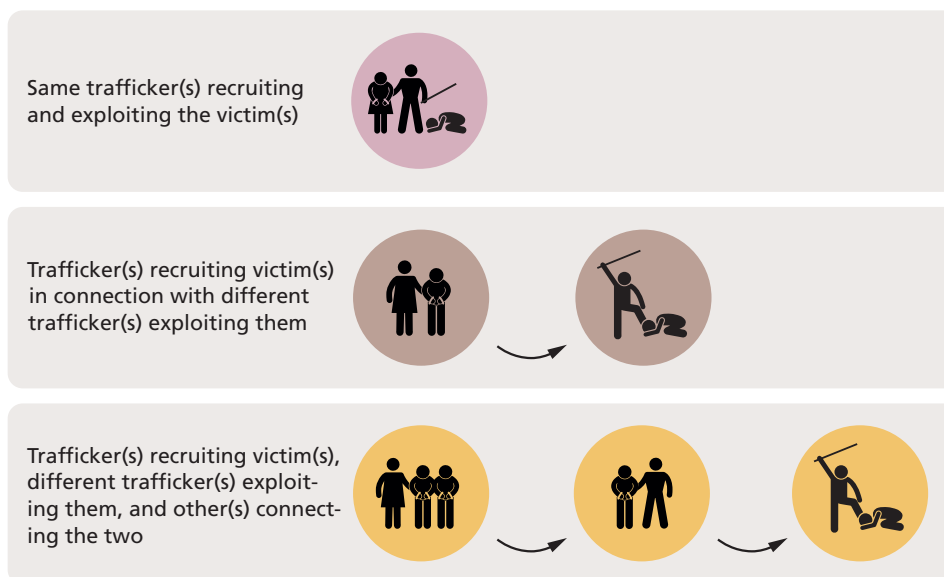 Same trafficker(s) recruiting
and exploiting the victim(s)
Trafficker(s) recruiting victim(s)
in connection with different
trafficker(s) exploiting them
Trafficker(s) recruiting victim(s),
different trafficker(s) exploit-
ing them, and other(s) connect-
ing the two